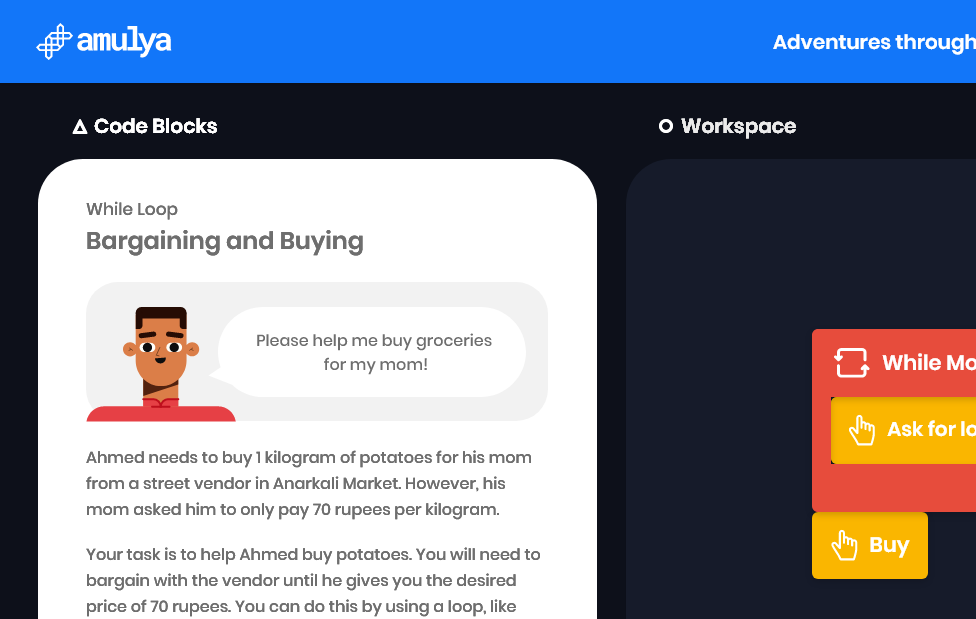 amulya
Adventures through
Code Blocks
Workspace
While Loop
Bargaining and Buying
Please help me buy groceries
for my mom!
Ahmed needs to buy 1 kilogram of potatoes for his mom
from a street vendor in Anarkali Market. However, his
mom asked him to only pay 70 rupees per kilogram.
Your task is to help Ahmed buy potatoes. You will need to
bargain with the vendor until he gives you the desired
price of 70 rupees. You can do this by using a loop, like
While Mo
Ask for lo
Buy